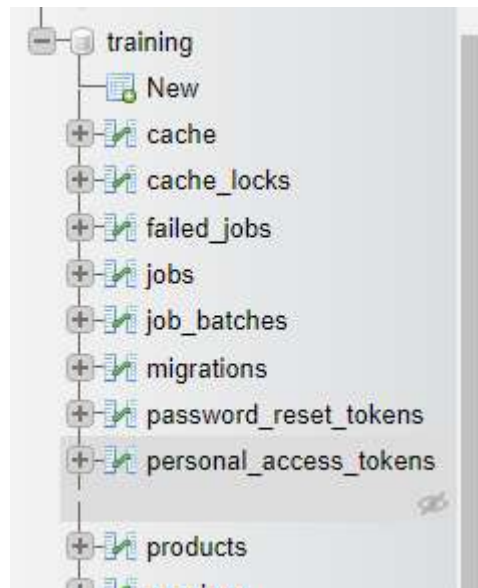 training
New
cache
cache_locks
failed_jobs
jobs
job_batches
migrations
password_reset_tokens
personal_access_tokens
products